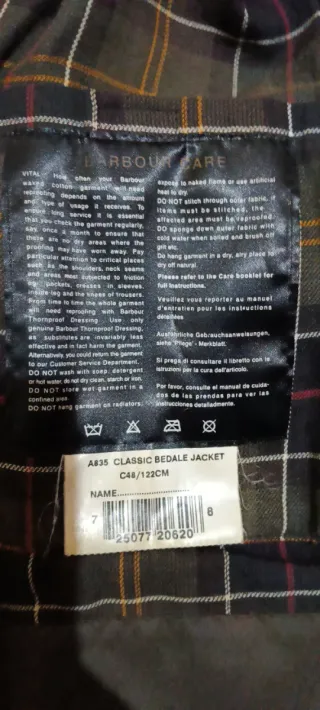 BARBOUR CARE
VITAL How often your Barbour
waxed cotton garment will need
reproofing depends on the amount
and type of usage it receives. To
ensure long service it is essential
that you check the garment regularly,
say once a month to ensure that
there are no dry areas where the
proofing may have worn away. Pay
particular attention to critical places
such as the shoulders, neck seams
and areas most subjected to friction
eg. pockets, creases in sleeves,
inside leg and the knees of trousers.
From time to time the whole garment
will need reproofing with Barbour
Thornproof Dressing. Use only
genuine Barbour Thornproof Dressing,
as substitutes are invariably less
effective and in fact harm the garment.
Alternatively, you could return the garment
to our Customer Service Department.
DO NOT wash with soap, detergent
or hot water, do not dry clean, starch or iron.
DO NOT store wet garment in a
confined area.
DO NOT hang garment on radiators,
expose to naked flame or use artificial
heat to dry.
DO NOT stitch through outer fabric, if
items must be stitched, the
affected area must be reproofed.
DO sponge down outer fabric with
cold water when soiled and brush off
grit etc.
Do hang garment in a dry, airy place to
dry off natural.
Please refer to the Care booklet for
full instructions.
Veuillez vous reporter au manuel
d'entretien pour les instructions
détaillées.
Ausführliche Gebrauchsanweisungen,
siehe 'Pflege' - Merkblatt.
Si prega di consultare il libretto con le
istruzioni per la cura dell'articolo.
Por favor, consulte el manual de cuida-
dos de las prendas para ver las
instrucciones detalladmente.
A835 CLASSIC BEDALE JACKET
C48/122CM
NAME....................
7 25077 20620 8